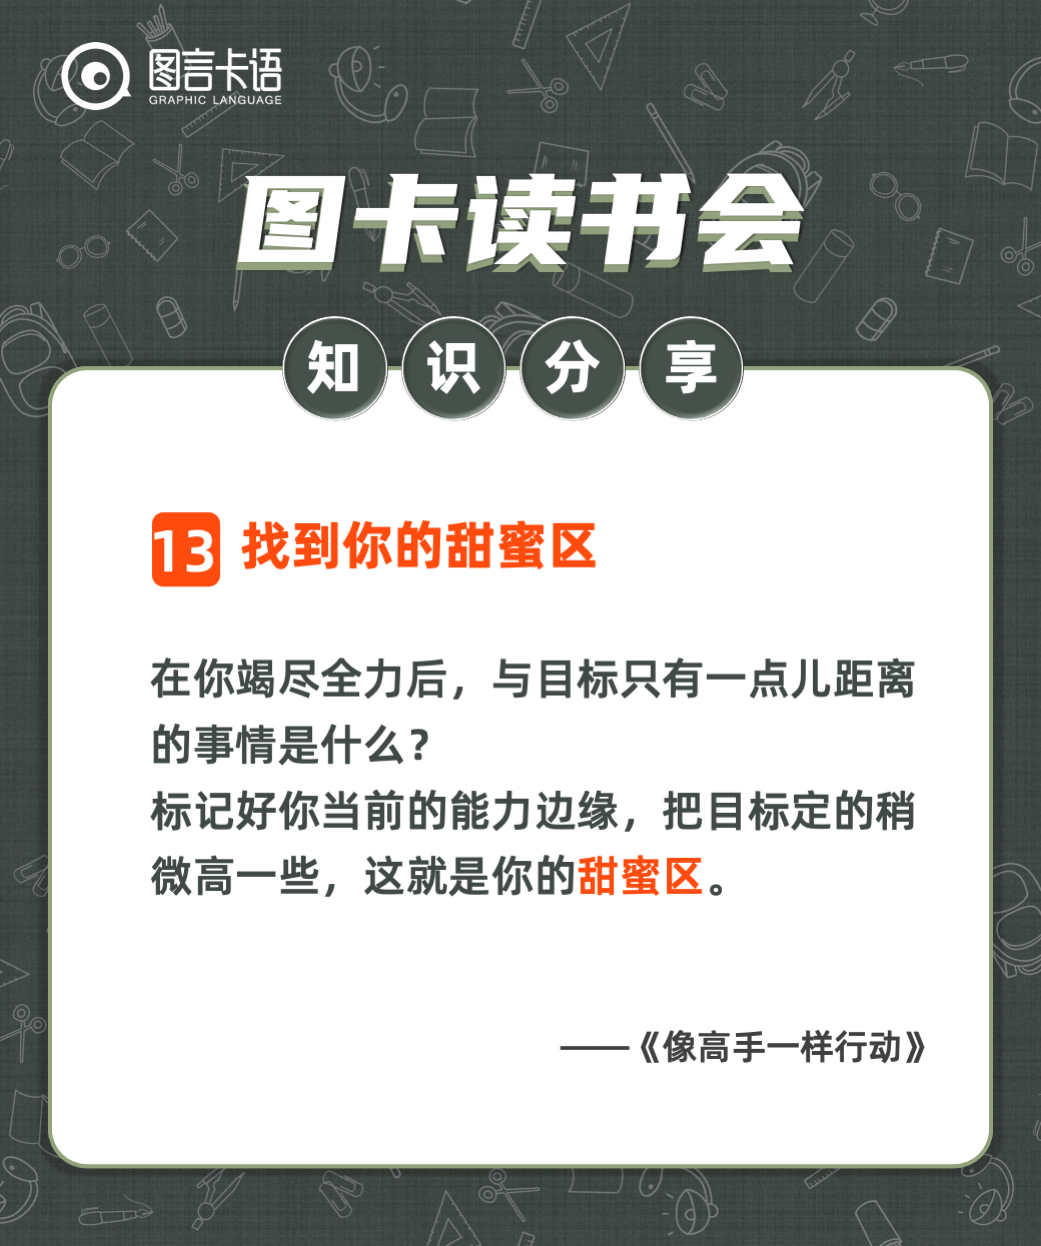 图言卡语
GRAPHIC LANGUAGE
图卡读书会
知识分享
13 找到你的甜蜜区
在你竭尽全力后，与目标只有一点儿距离
的事情是什么？
标记好你当前的能力边缘，把目标定的稍
微高一些，这就是你的甜蜜区。
——《像高手一样行动》